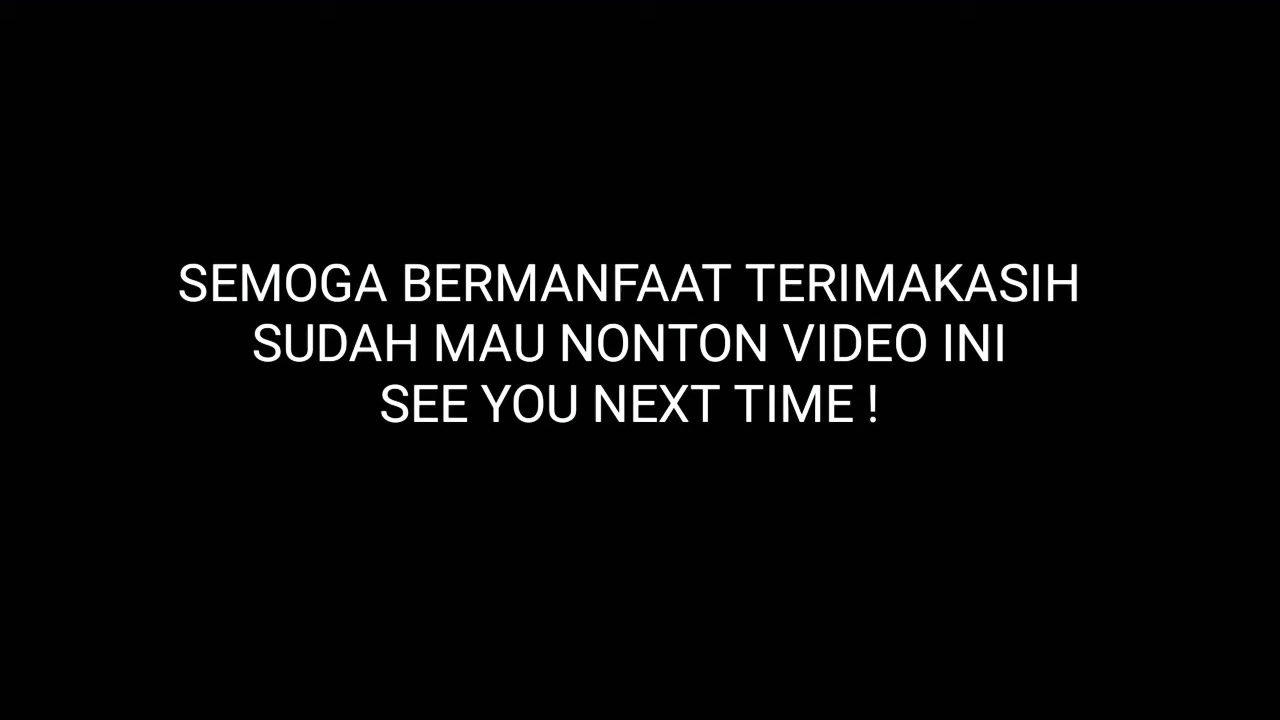 SEMOGA BERMANFAAT TERIMAKASIH
SUDAH MAU NONTON VIDEO INI
SEE YOU NEXT TIME !